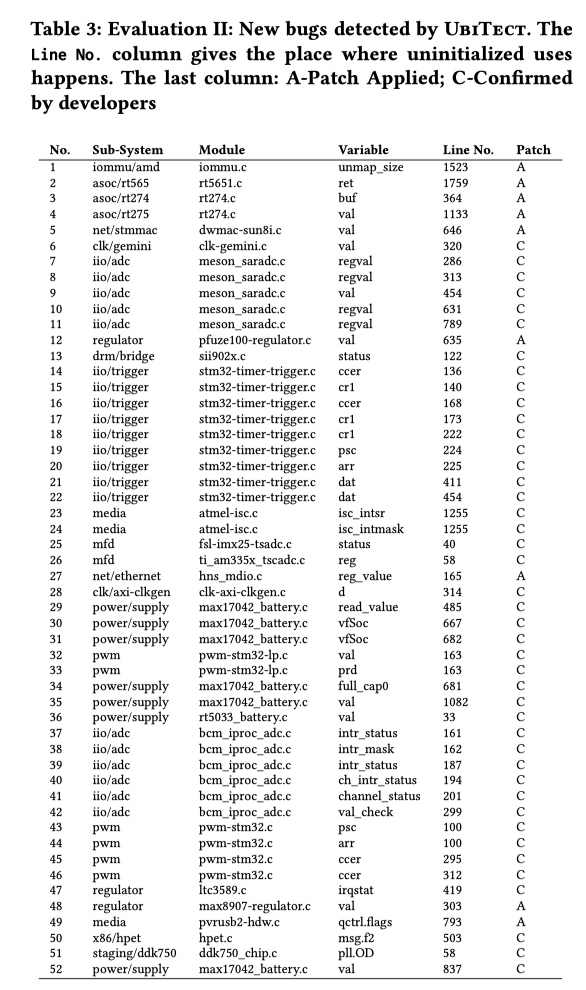 Table 3: Evaluation II: New bugs detected by UBITECT. The
Line No. column gives the place where uninitialized uses
happens. The last column: A-Patch Applied; C-Confirmed
by developers
No. Sub-System Module Variable Line No. Patch
1 iommu/amd iommu.c unmap_size 1523 A
2 asoc/rt565 rt5651.c ret 1759 A
3 asoc/rt274 rt274.c buf 364 A
4 asoc/rt275 rt274.c val 1133 A
5 net/stmmac dwmac-sun8i.c val 646 A
6 clk/gemini clk-gemini.c val 320 C
7 iio/adc meson_saradc.c regval 286 C
8 iio/adc meson_saradc.c regval 313 C
9 iio/adc meson_saradc.c val 454 C
10 iio/adc meson_saradc.c regval 631 C
11 iio/adc meson_saradc.c regval 789 C
12 regulator pfuze100-regulator.c val 635 A
13 drm/bridge sii902x.c status 122 C
14 iio/trigger stm32-timer-trigger.c ccer 136 C
15 iio/trigger stm32-timer-trigger.c cr1 140 C
16 iio/trigger stm32-timer-trigger.c ccer 168 C
17 iio/trigger stm32-timer-trigger.c cr1 173 C
18 iio/trigger stm32-timer-trigger.c cr1 222 C
19 iio/trigger stm32-timer-trigger.c psc 224 C
20 iio/trigger stm32-timer-trigger.c arr 225 C
21 iio/trigger stm32-timer-trigger.c dat 411 C
22 iio/trigger stm32-timer-trigger.c dat 454 C
23 media atmel-isc.c isc_intsr 1255 C
24 media atmel-isc.c isc_intmask 1255 C
25 mfd fsl-imx25-tsadc.c status 40 C
26 mfd ti_am335x_tscadc.c reg 58 C
27 net/ethernet hns_mdio.c reg_value 165 A
28 clk/axi-clkgen clk-axi-clkgen.c d 314 C
29 power/supply max17042_battery.c read_value 485 C
30 power/supply max17042_battery.c vfSoc 667 C
31 power/supply max17042_battery.c vfSoc 682 C
32 pwm pwm-stm32-lp.c val 163 C
33 pwm pwm-stm32-lp.c prd 163 C
34 power/supply max17042_battery.c full_cap0 681 C
35 power/supply max17042_battery.c val 1082 C
36 power/supply rt5033_battery.c val 33 C
37 iio/adc bcm_iproc_adc.c intr_status 161 C
38 iio/adc bcm_iproc_adc.c intr_mask 162 C
39 iio/adc bcm_iproc_adc.c intr_status 187 C
40 iio/adc bcm_iproc_adc.c ch_intr_status 194 C
41 iio/adc bcm_iproc_adc.c channel_status 201 C
42 iio/adc bcm_iproc_adc.c val_check 299 C
43 pwm pwm-stm32.c psc 100 C
44 pwm pwm-stm32.c arr 100 C
45 pwm pwm-stm32.c ccer 295 C
46 pwm pwm-stm32.c ccer 312 C
47 regulator ltc3589.c irqstat 419 C
48 regulator max8907-regulator.c val 303 A
49 media pvrusb2-hdw.c qctrl.flags 793 A
50 x86/hpet hpet.c msg.f2 503 C
51 staging/ddk750 ddk750_chip.c pll.OD 58 C
52 power/supply max17042_battery.c val 837 C